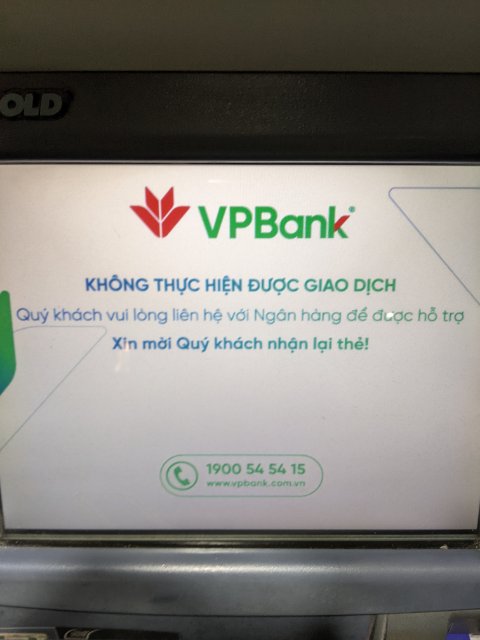 OLD
VPBank®
KHÔNG THỰC HIỆN ĐƯỢC GIAO DỊCH
Quý khách vui lòng liên hệ với Ngân hàng để được hỗ trợ
Xin mời Quý khách nhận lại thẻ!
1900 54 54 15
www.vpbank.com.vn